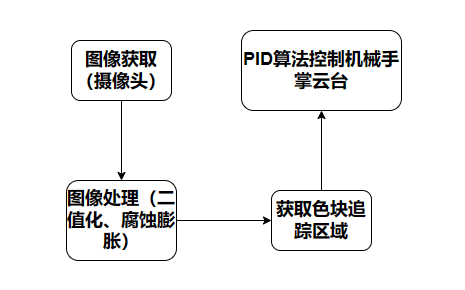 图像获取
（摄像头）
图像处理（二
值化、腐蚀膨
胀）
获取色块追
踪区域
PID算法控制机械手
掌云台